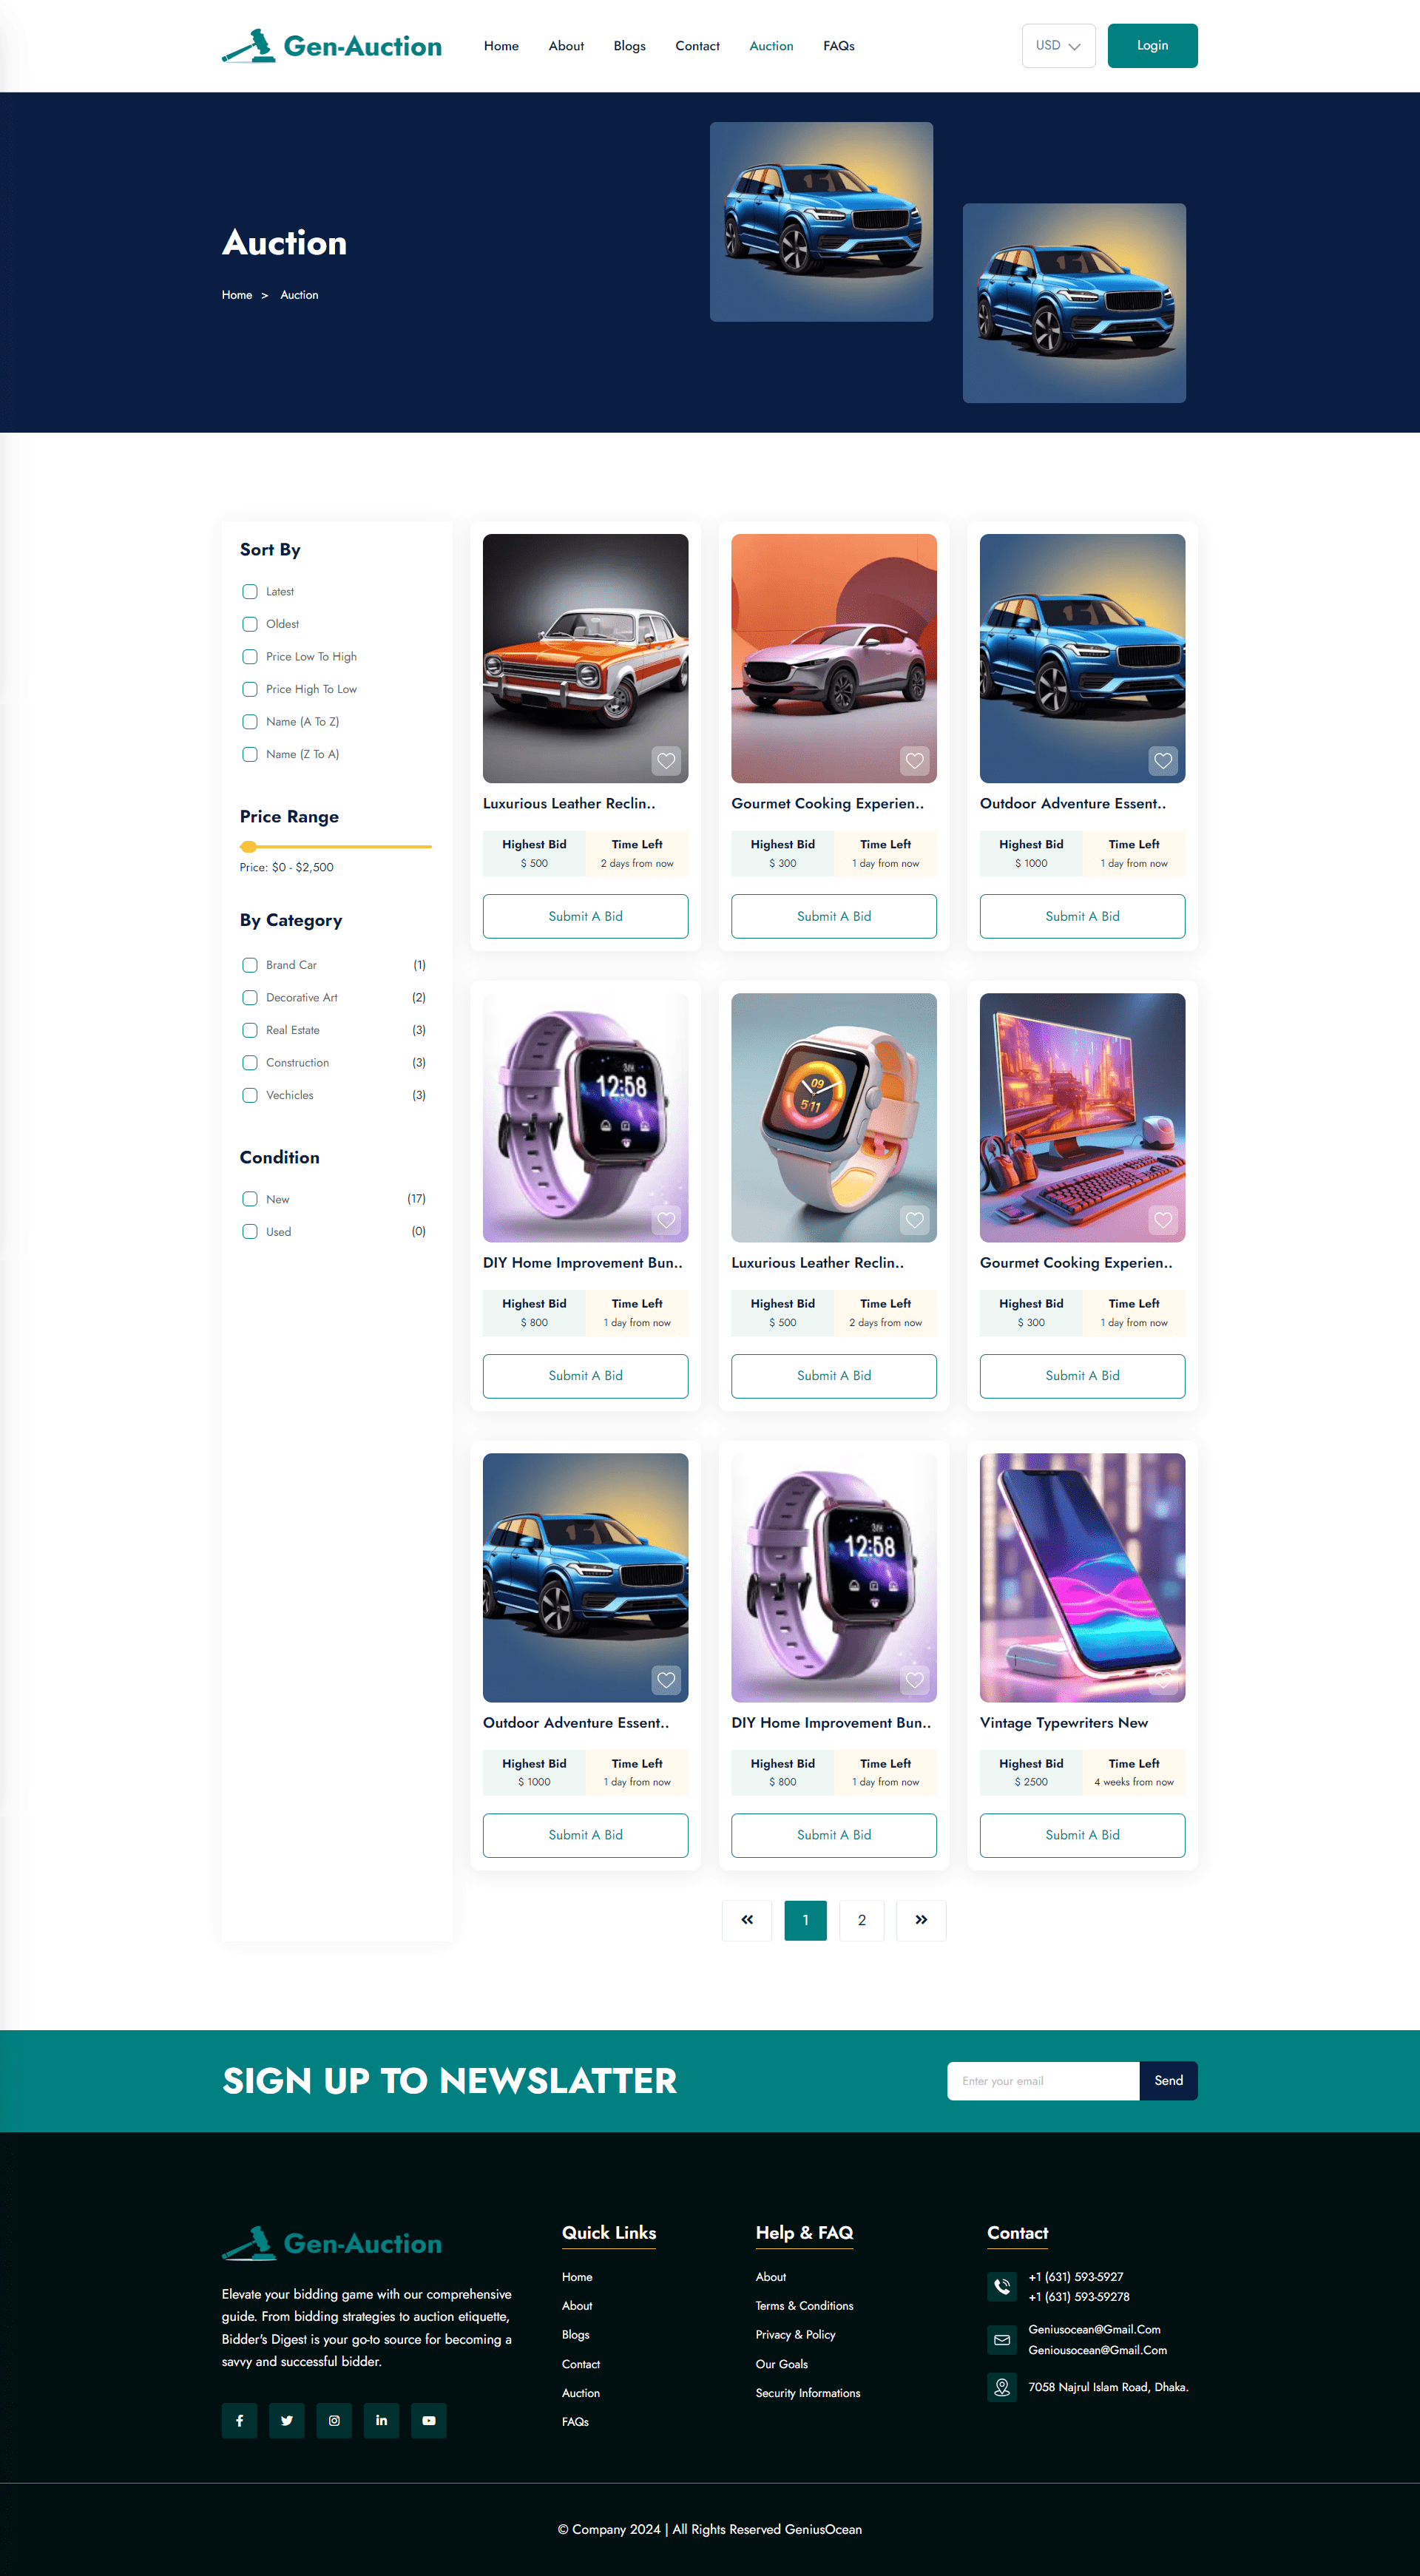 Gen-Auction
Home About Blogs Contact Auction FAQs
USD
Login
Auction
Home > Auction
Sort By
Latest
Oldest
Price Low To High
Price High To Low
Name (A To Z)
Name (Z To A)
Price Range
Price: $0 - $2,500
By Category
Brand Car (1)
Decorative Art (2)
Real Estate (3)
Construction (3)
Vechicles (3)
Condition
New (17)
Used (0)
Luxurious Leather Reclin..
Highest Bid Time Left
$ 500 2 days from now
Submit A Bid
Gourmet Cooking Experien..
Highest Bid Time Left
$ 300 1 day from now
Submit A Bid
Outdoor Adventure Essent..
Highest Bid Time Left
$ 1000 1 day from now
Submit A Bid
12:58
DIY Home Improvement Bun..
Highest Bid Time Left
$ 800 1 day from now
Submit A Bid
09
5:11
Luxurious Leather Reclin..
Highest Bid Time Left
$ 500 2 days from now
Submit A Bid
Gourmet Cooking Experien..
Highest Bid Time Left
$ 300 1 day from now
Submit A Bid
Outdoor Adventure Essent..
Highest Bid Time Left
$ 1000 1 day from now
Submit A Bid
12:58
DIY Home Improvement Bun..
Highest Bid Time Left
$ 800 1 day from now
Submit A Bid
Vintage Typewriters New
Highest Bid Time Left
$ 2500 4 weeks from now
Submit A Bid
« 1 2 »
SIGN UP TO NEWSLATTER
Enter your email
Send
Gen-Auction
Elevate your bidding game with our comprehensive
guide. From bidding strategies to auction etiquette,
Bidder's Digest is your go-to source for becoming a
savvy and successful bidder.
Quick Links
Home
About
Blogs
Contact
Auction
FAQs
Help & FAQ
About
Terms & Conditions
Privacy & Policy
Our Goals
Security Informations
Contact
+1 (631) 593-5927
+1 (631) 593-59278
Geniusocean@Gmail.Com
Geniousocean@Gmail.Com
7058 Najrul Islam Road, Dhaka.
© Company 2024 | All Rights Reserved GeniusOcean